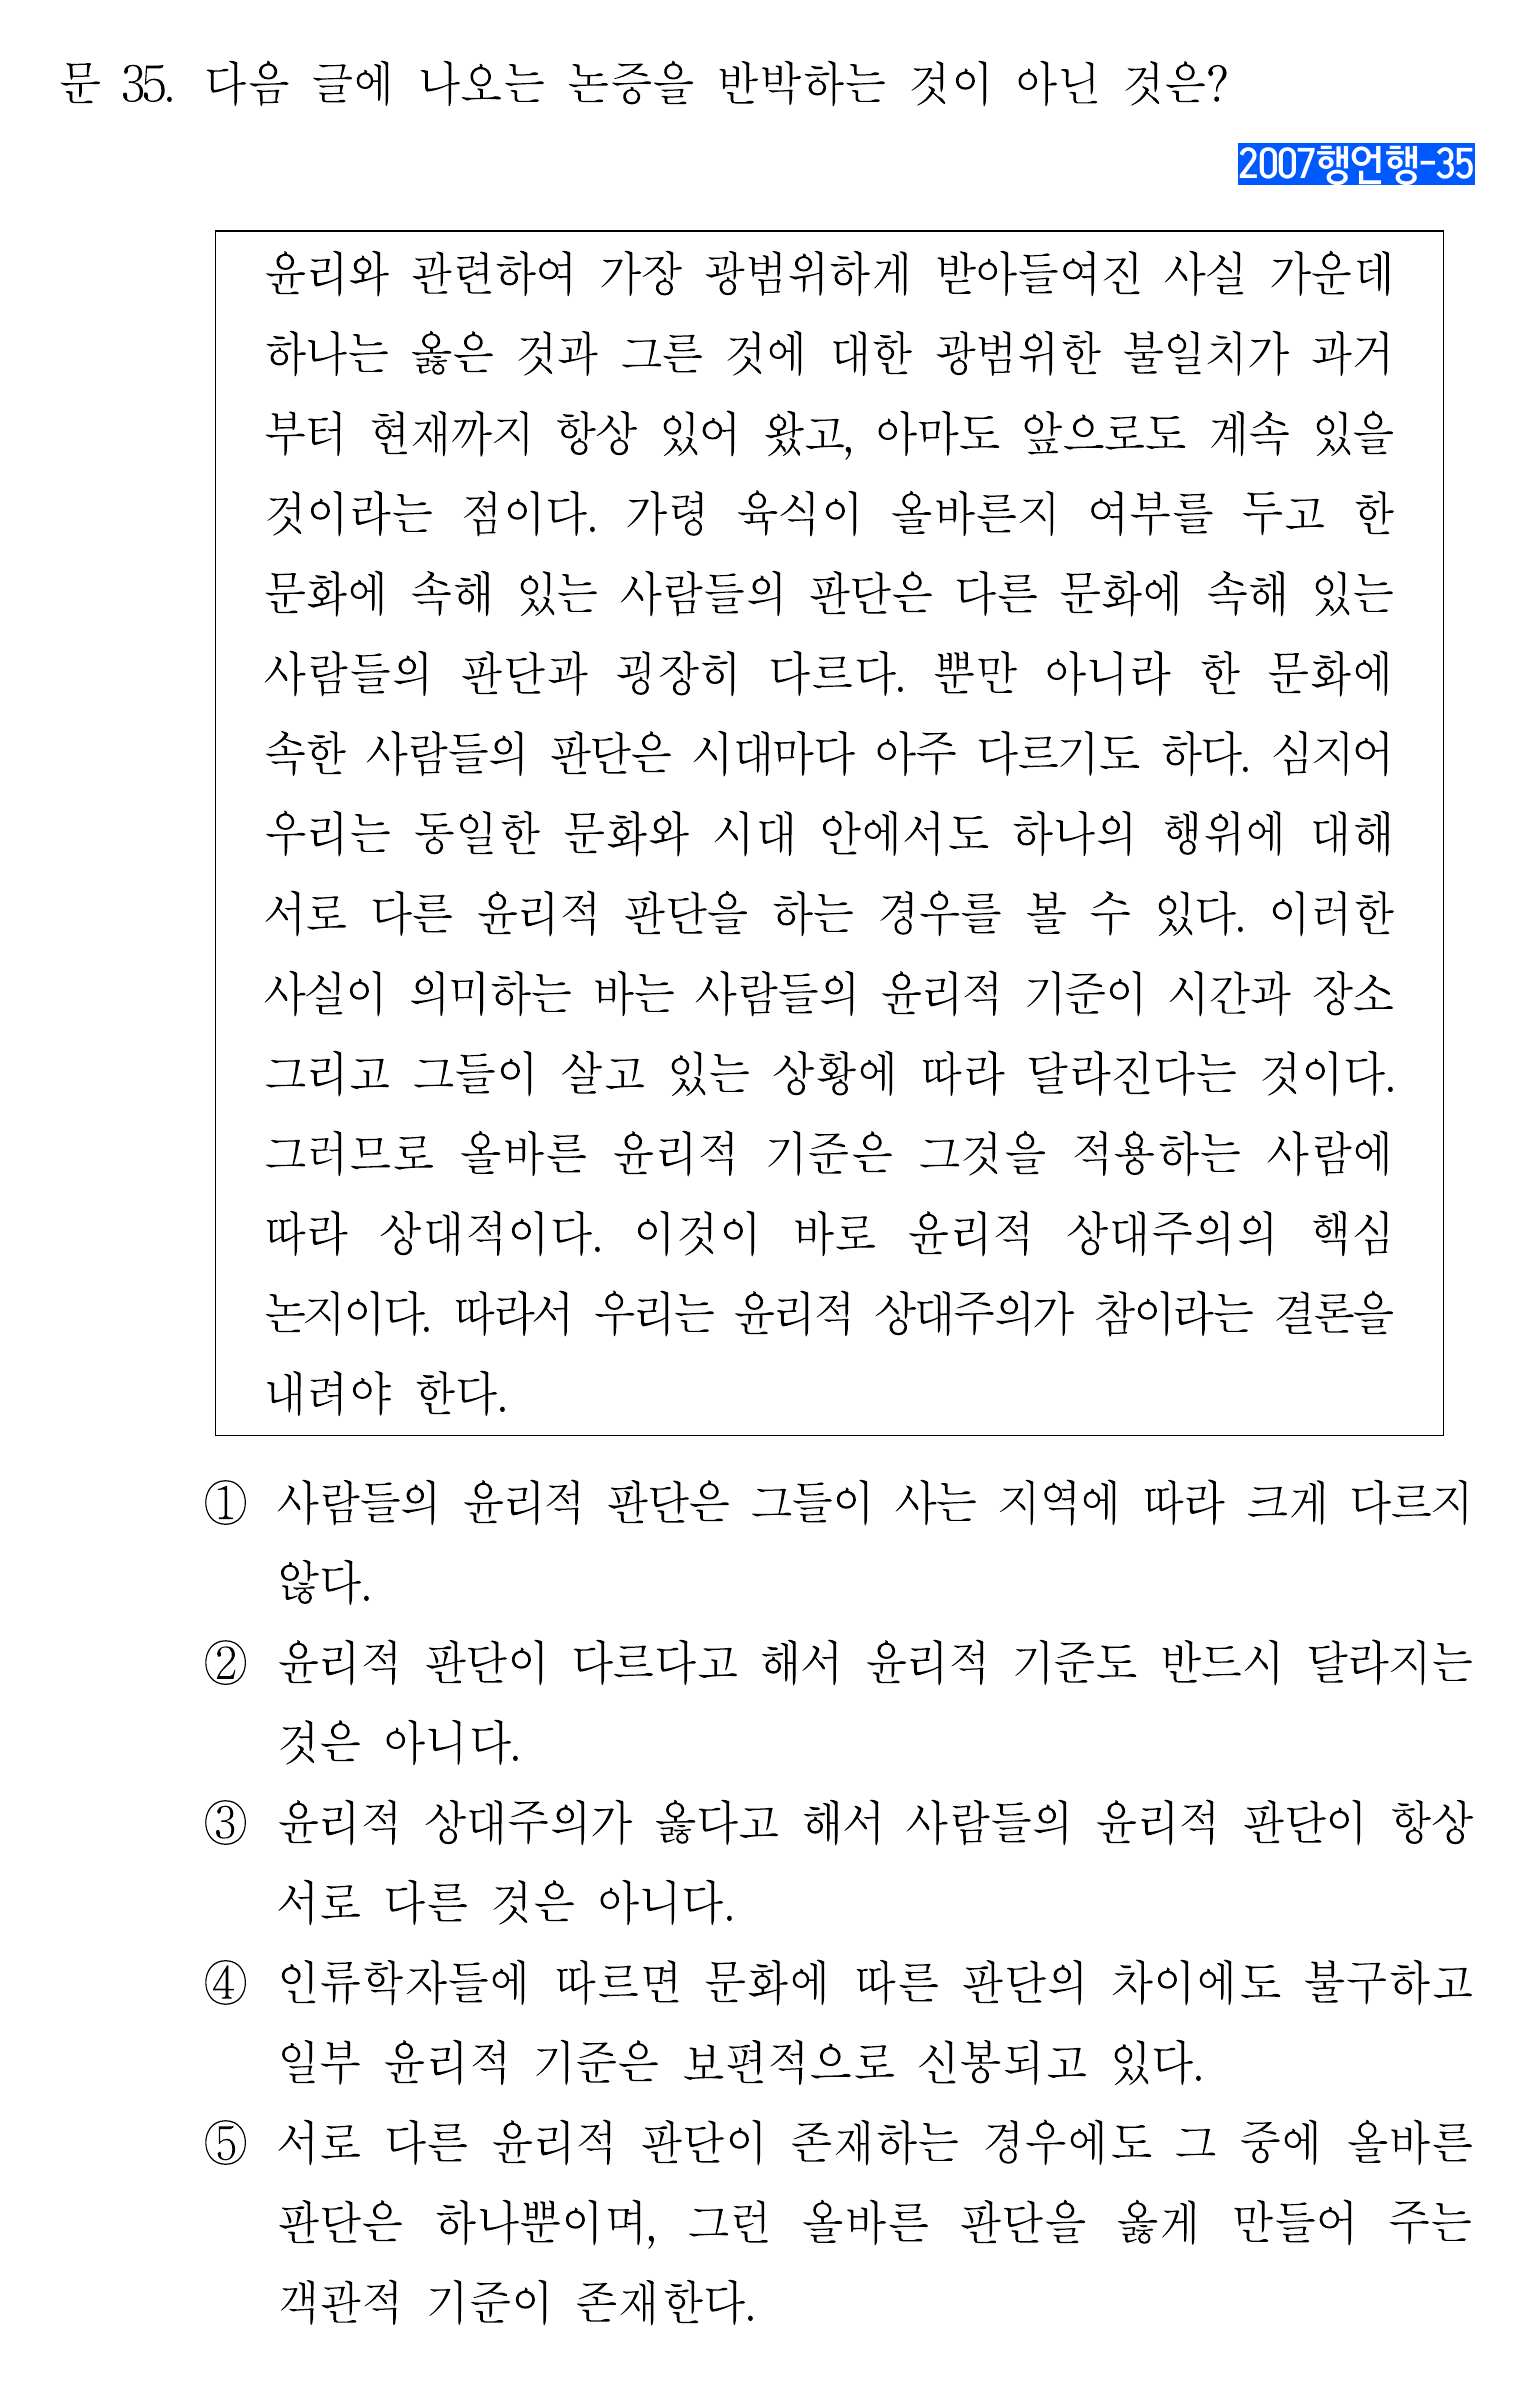 문 35. 다음 글에 나오는 논증을 반박하는 것이 아닌 것은?
2007행언행-35
윤리와 관련하여 가장 광범위하게 받아들여진 사실 가운데
하나는 옳은 것과 그른 것에 대한 광범위한 불일치가 과거
부터 현재까지 항상 있어 왔고, 아마도 앞으로도 계속 있을
것이라는 점이다. 가령 육식이 올바른지 여부를 두고 한
문화에 속해 있는 사람들의 판단은 다른 문화에 속해 있는
사람들의 판단과 굉장히 다르다. 뿐만 아니라 한 문화에
속한 사람들의 판단은 시대마다 아주 다르기도 하다. 심지어
우리는 동일한 문화와 시대 안에서도 하나의 행위에 대해
서로 다른 윤리적 판단을 하는 경우를 볼 수 있다. 이러한
사실이 의미하는 바는 사람들의 윤리적 기준이 시간과 장소
그리고 그들이 살고 있는 상황에 따라 달라진다는 것이다.
그러므로 올바른 윤리적 기준은 그것을 적용하는 사람에
따라 상대적이다. 이것이 바로 윤리적 상대주의의 핵심
논지이다. 따라서 우리는 윤리적 상대주의가 참이라는 결론을
내려야 한다.
① 사람들의 윤리적 판단은 그들이 사는 지역에 따라 크게 다르지
않다.
② 윤리적 판단이 다르다고 해서 윤리적 기준도 반드시 달라지는
것은 아니다.
③ 윤리적 상대주의가 옳다고 해서 사람들의 윤리적 판단이 항상
서로 다른 것은 아니다.
④ 인류학자들에 따르면 문화에 따른 판단의 차이에도 불구하고
일부 윤리적 기준은 보편적으로 신봉되고 있다.
⑤ 서로 다른 윤리적 판단이 존재하는 경우에도 그 중에 올바른
판단은 하나뿐이며, 그런 올바른 판단을 옳게 만들어 주는
객관적 기준이 존재한다.